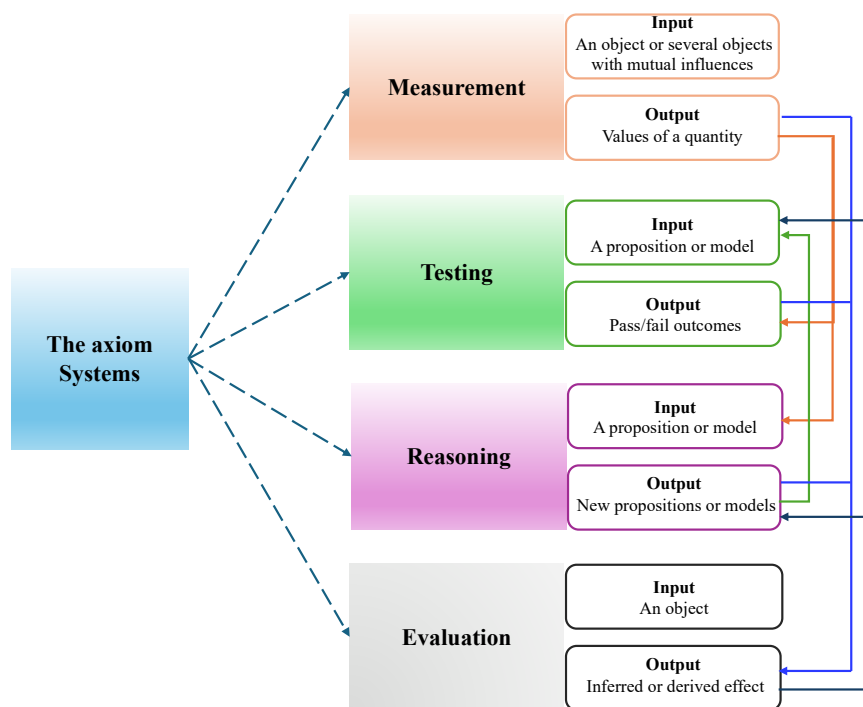 The axiom
Systems
Measurement
Input
An object or several objects
with mutual influences
Output
Values of a quantity
Testing
Input
A proposition or model
Output
Pass/fail outcomes
Reasoning
Input
A proposition or model
Output
New propositions or models
Evaluation
Input
An object
Output
Inferred or derived effect